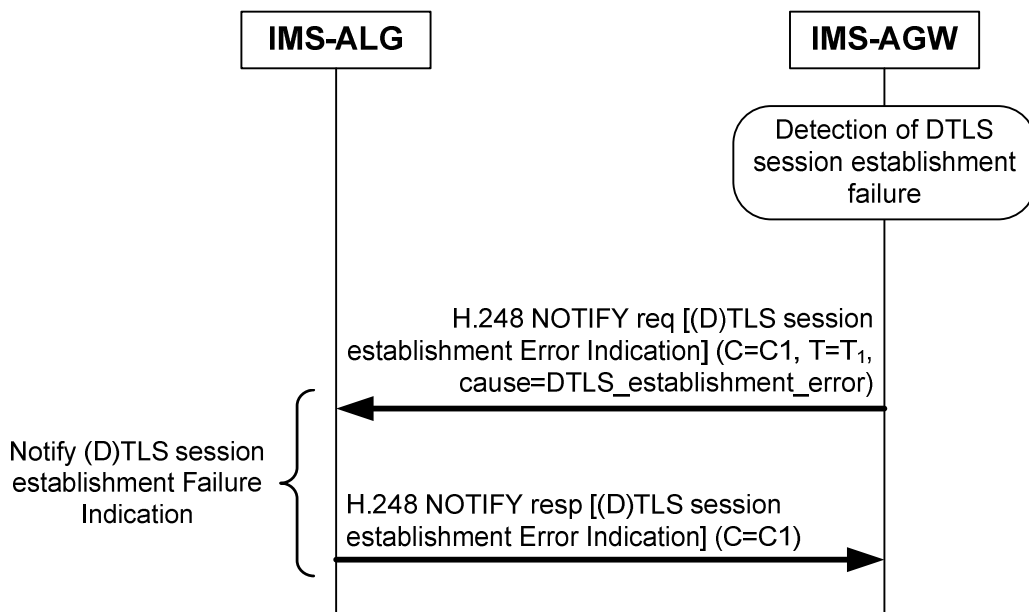 IMS-ALG
IMS-AGW
Detection of DTLS
session establishment
failure
H.248 NOTIFY req [(D)TLS session
establishment Error Indication] (C=C1, T=T₁,
cause=DTLS_establishment_error)
Notify (D)TLS session
establishment Failure
Indication
H.248 NOTIFY resp [(D)TLS session
establishment Error Indication] (C=C1)